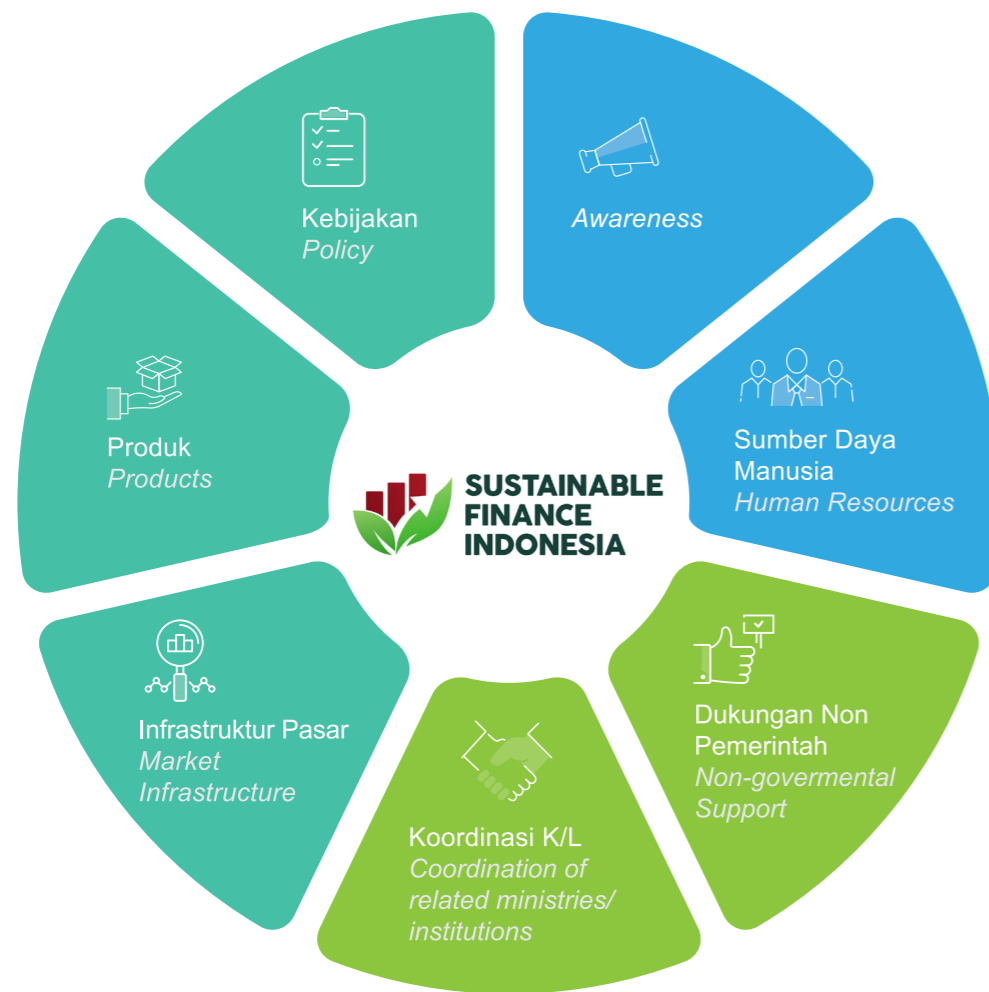 Kebijakan
Policy
Awareness
Produk
Products
Sumber Daya
Manusia
Human Resources
SUSTAINABLE
FINANCE
INDONESIA
Infrastruktur Pasar
Market
Infrastructure
Koordinasi K/L
Coordination of
related ministries/
institutions
Dukungan Non
Pemerintah
Non-govermental
Support